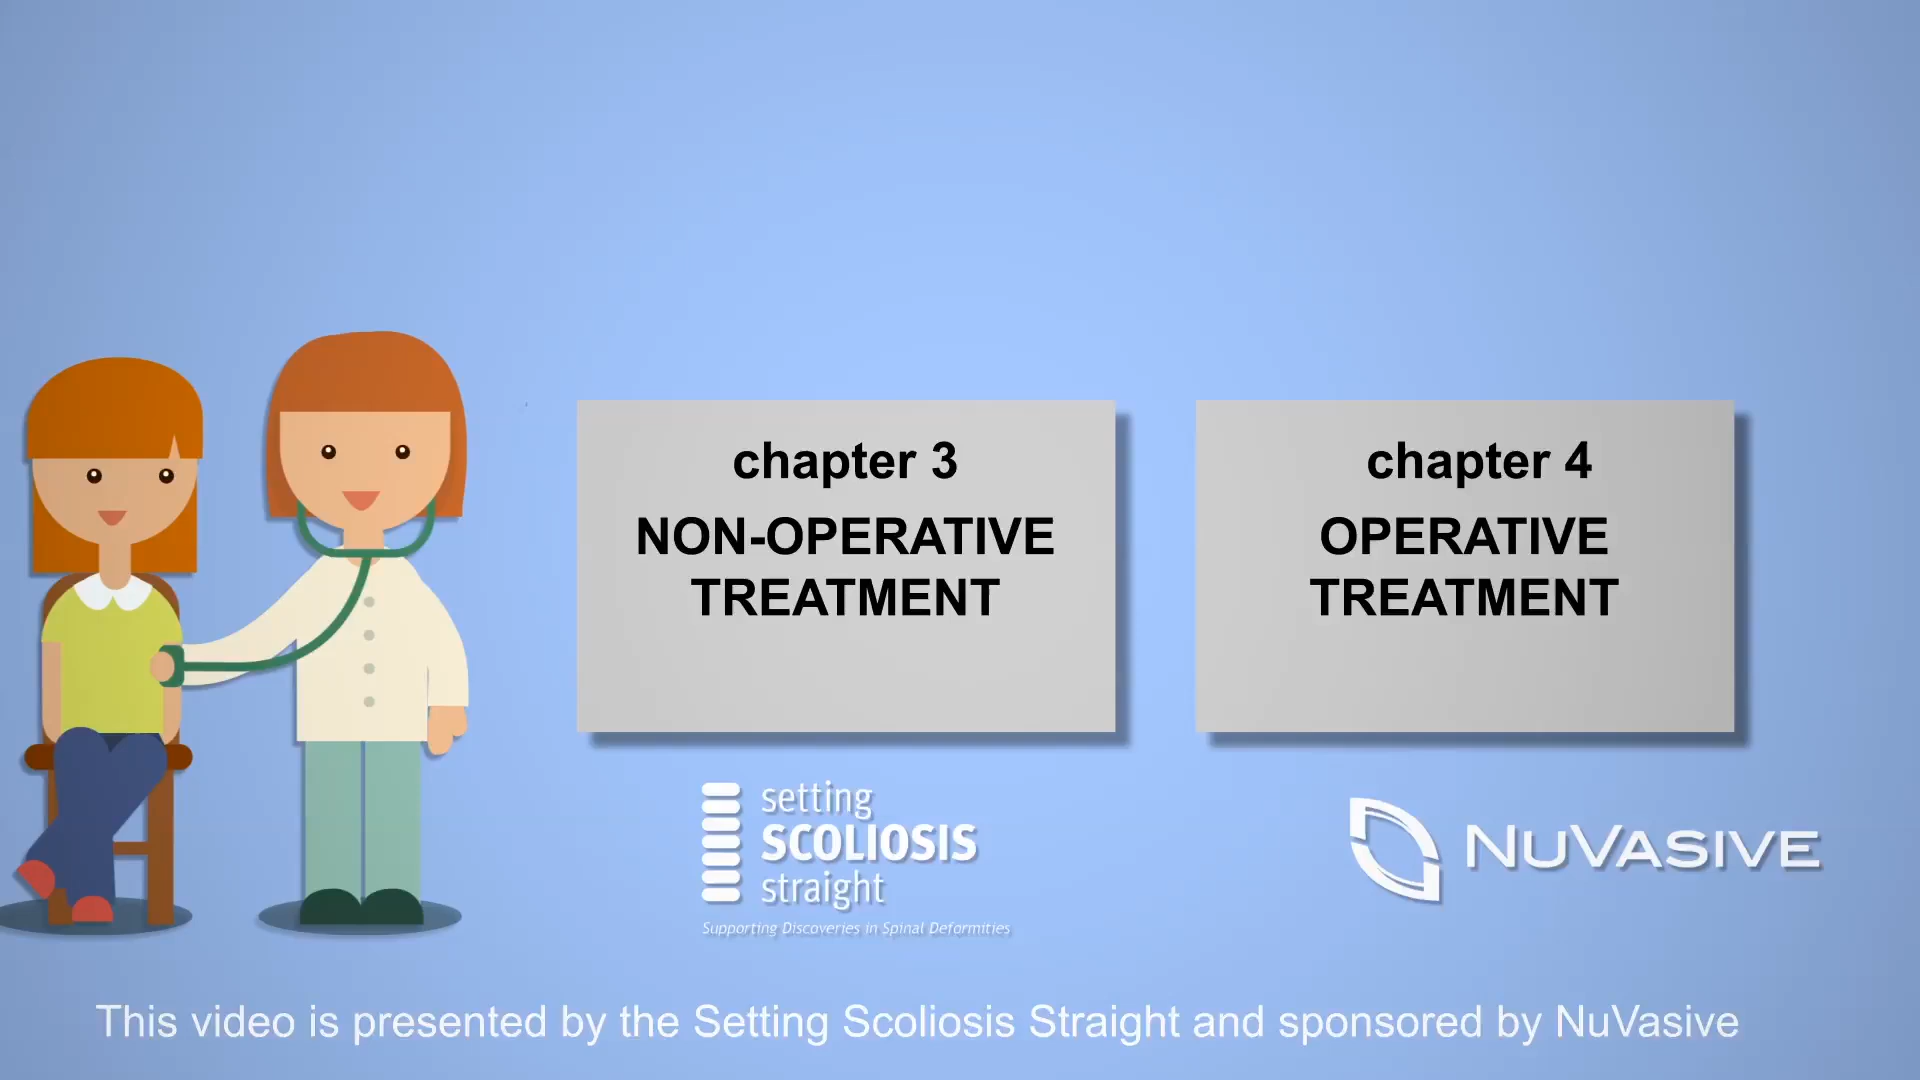 chapter 3
NON-OPERATIVE
TREATMENT
chapter 4
OPERATIVE
TREATMENT
setting
SCOLIOSIS
straight
Supporting Discoveries in Spinal Deformities
NUVASIVE
This video is presented by the Setting Scoliosis Straight and sponsored by NuVasive